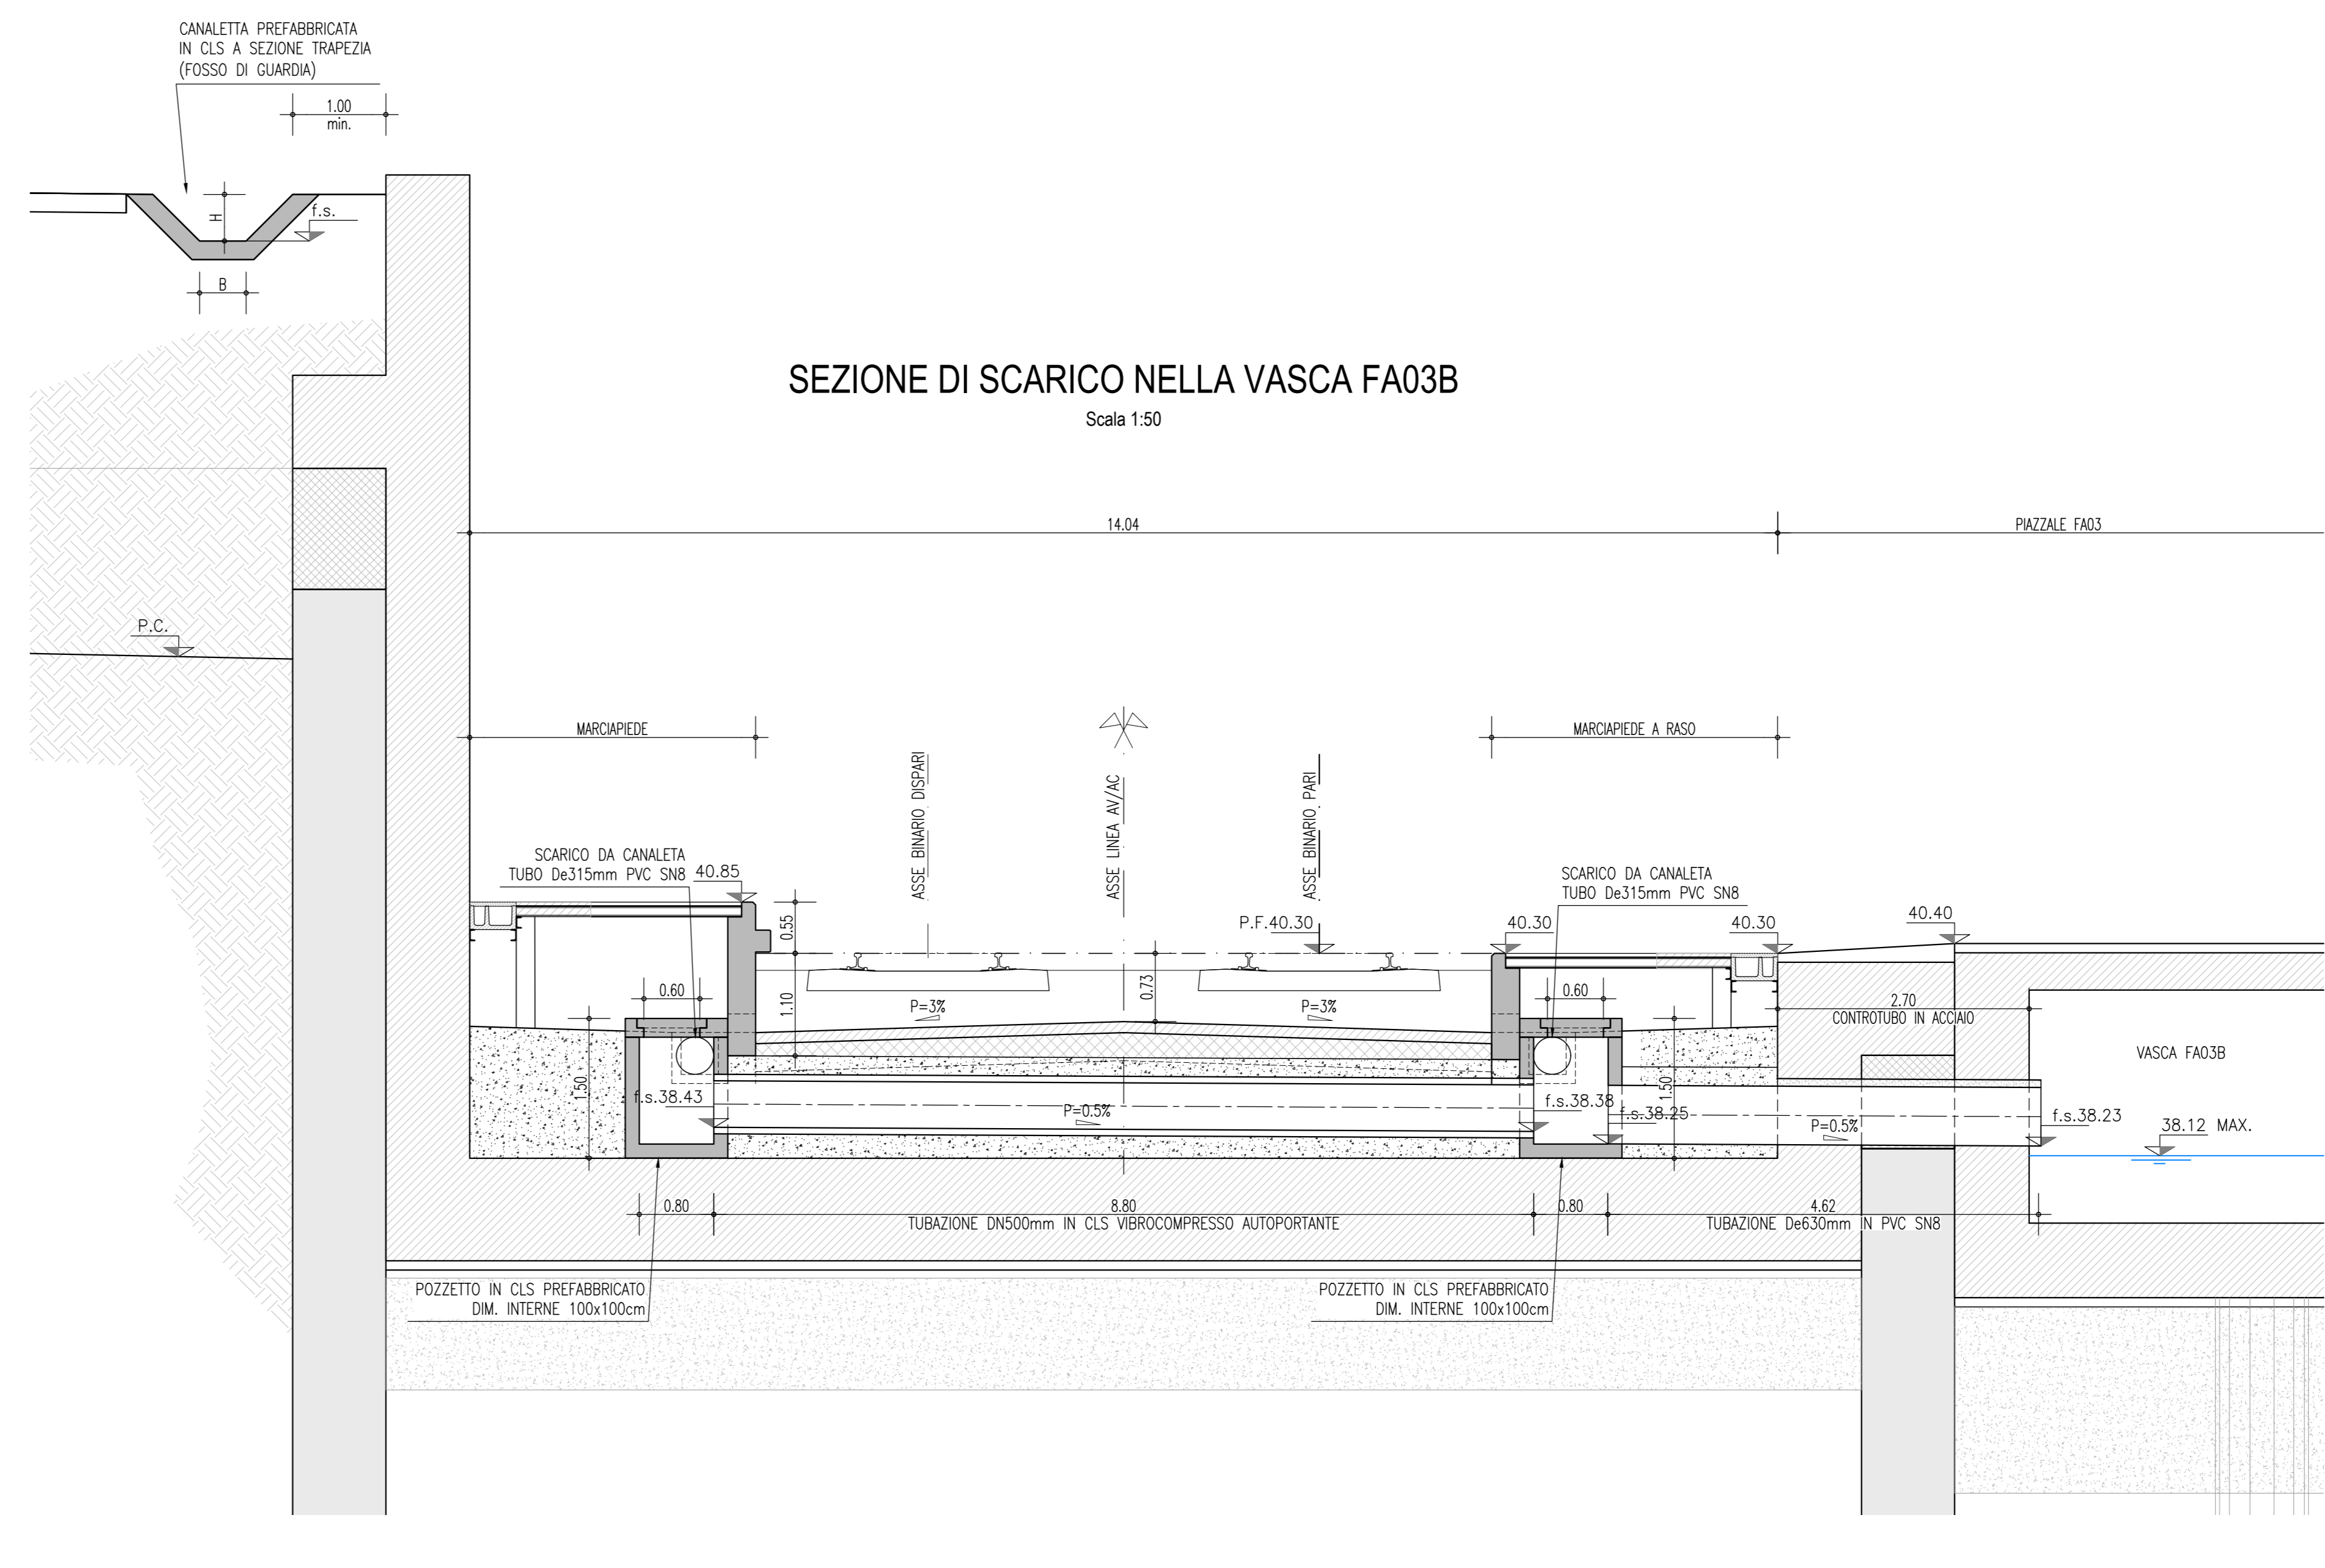 CANALETTA PREFABBRICATA
IN CLS A SEZIONE TRAPEZIA
(FOSSO DI GUARDIA)
1.00
min.
H
f.s.
B
SEZIONE DI SCARICO NELLA VASCA FA03B
Scala 1:50
14.04
PIAZZALE FA03
P.C.
MARCIAPIEDE
MARCIAPIEDE A RASO
ASSE BINARIO DISPARI
ASSE LINEA AV/AC
ASSE BINARIO PARI
SCARICO DA CANALETA
TUBO De315mm PVC SN8
40.85
SCARICO DA CANALETA
TUBO De315mm PVC SN8
0.55
P.F.40.30
40.30
40.30
40.40
0.60
1.10
P=3%
0.73
P=3%
0.60
2.70
CONTROTUBO IN ACCIAIO
VASCA FA03B
1.50
f.s.38.43
P=0.5%
f.s.38.38
1.50
f.s.38.25
P=0.5%
f.s.38.23
38.12 MAX.
0.80
8.80
TUBAZIONE DN500mm IN CLS VIBROCOMPRESSO AUTOPORTANTE
0.80
4.62
TUBAZIONE De630mm IN PVC SN8
POZZETTO IN CLS PREFABBRICATO
DIM. INTERNE 100x100cm
POZZETTO IN CLS PREFABBRICATO
DIM. INTERNE 100x100cm